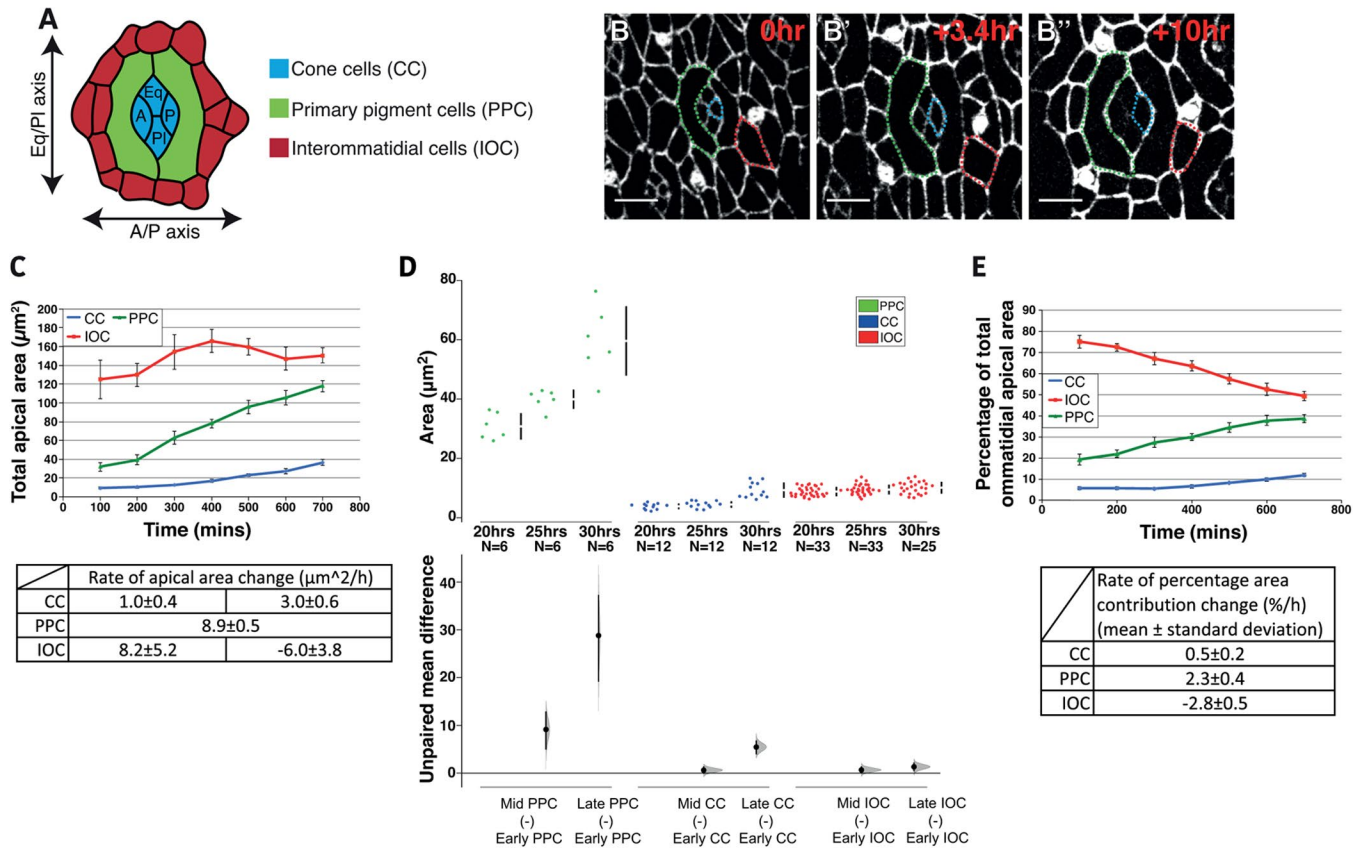 A
Eq/Pl axis
Eq
A
P
Pl
A/P axis
Cone cells (CC)
Primary pigment cells (PPC)
Interommatidial cells (IOC)
B
0hr
B'
+3.4hr
B''
+10hr
C
Total apical area (µm²)
200
180
160
140
120
100
80
60
40
20
0
CC
PPC
IOC
0 100 200 300 400 500 600 700 800
Time (mins)
Rate of apical area change (µm^2/h)
CC 1.0±0.4 3.0±0.6
PPC 8.9±0.5
IOC 8.2±5.2 -6.0±3.8
D
Area (µm²)
80
60
40
20
0
PPC
CC
IOC
20hrs 25hrs 30hrs 20hrs 25hrs 30hrs 20hrs 25hrs 30hrs
N=6 N=6 N=6 N=12 N=12 N=12 N=33 N=33 N=25
Unpaired mean difference
40
30
20
10
0
Mid PPC
(-)
Early PPC
Late PPC
(-)
Early PPC
Mid CC
(-)
Early CC
Late CC
(-)
Early CC
Mid IOC
(-)
Early IOC
Late IOC
(-)
Early IOC
E
Percentage of total
ommatidial apical area
90
80
70
60
50
40
30
20
10
0
CC
IOC
PPC
0 200 400 600 800
Time (mins)
Rate of percentage area
contribution change (%/h)
(mean ± standard deviation)
CC 0.5±0.2
PPC 2.3±0.4
IOC -2.8±0.5